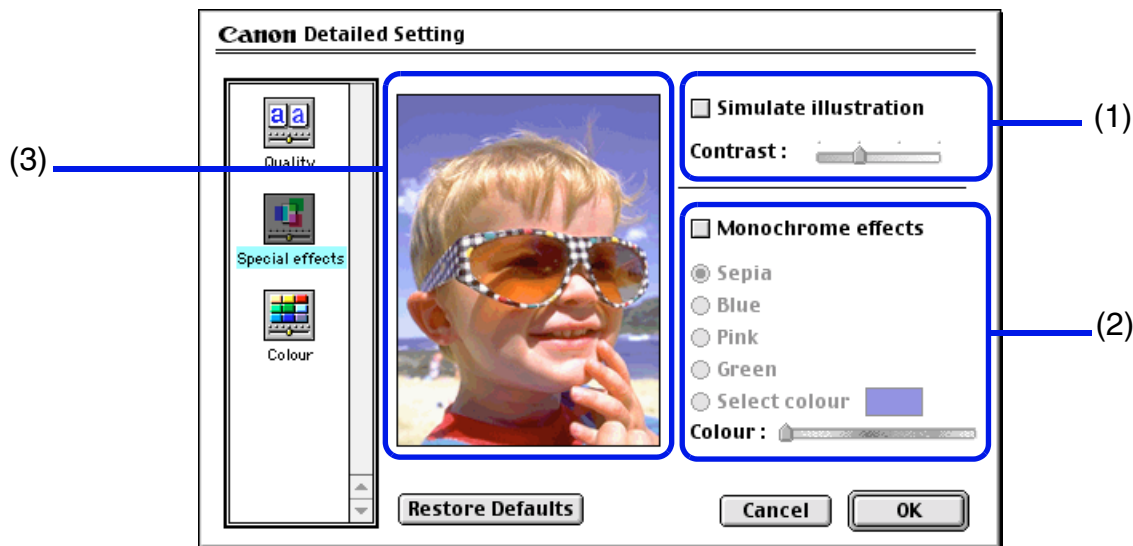 Canon Detailed Setting
(3)
aa
Quality
Special effects
Colour
Simulate illustration
Contrast :
(1)
Monochrome effects
Sepia
Blue
Pink
Green
Select colour
Colour :
(2)
Restore Defaults
Cancel
OK